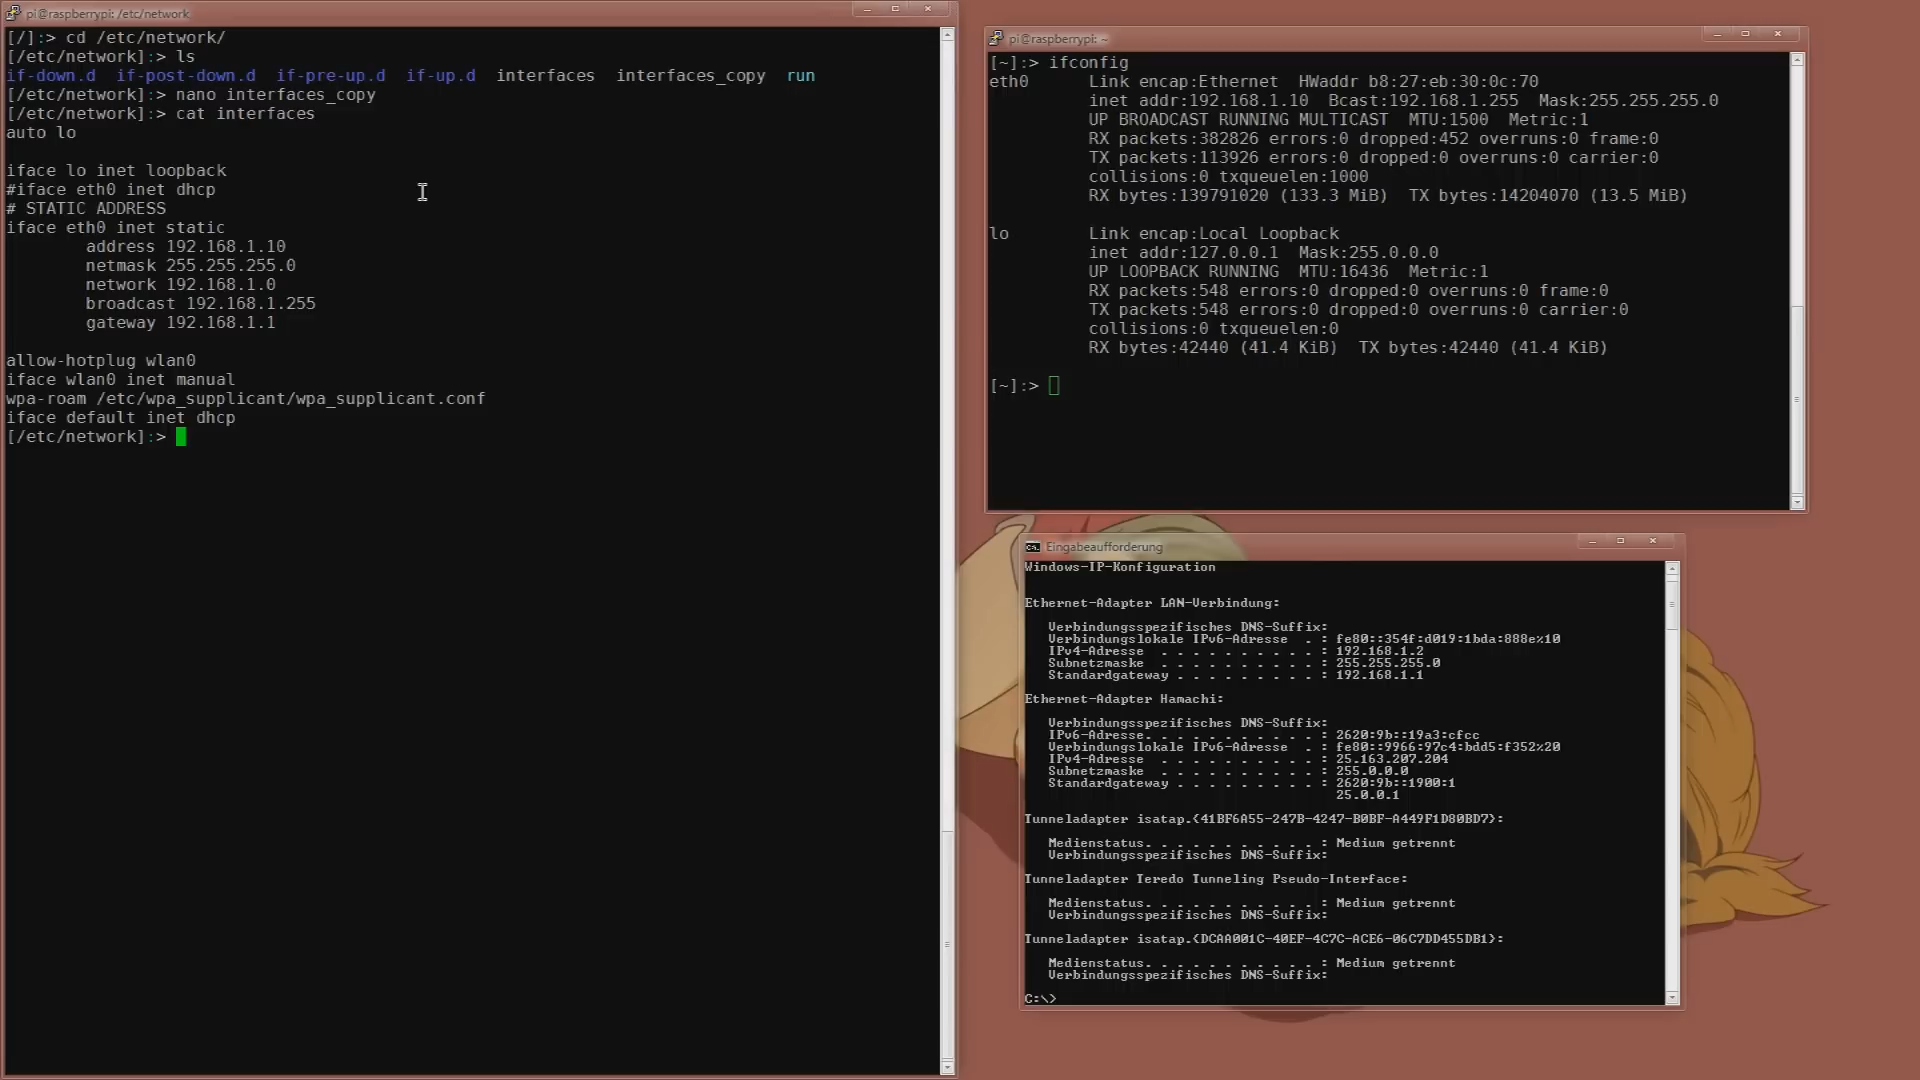 pi@raspberrypi: /etc/network
[/]:> cd /etc/network/
[/etc/network]:> ls
if-down.d  if-post-down.d  if-pre-up.d  if-up.d  interfaces  interfaces_copy  run
[/etc/network]:> nano interfaces_copy
[/etc/network]:> cat interfaces
auto lo
iface lo inet loopback
#iface eth0 inet dhcp
# STATIC ADDRESS
iface eth0 inet static
address 192.168.1.10
netmask 255.255.255.0
network 192.168.1.0
broadcast 192.168.1.255
gateway 192.168.1.1
allow-hotplug wlan0
iface wlan0 inet manual
wpa-roam /etc/wpa_supplicant/wpa_supplicant.conf
iface default inet dhcp
[/etc/network]:>
pi@raspberrypi: ~
[~]:> ifconfig
eth0      Link encap:Ethernet  HWaddr b8:27:eb:30:0c:70
inet addr:192.168.1.10  Bcast:192.168.1.255  Mask:255.255.255.0
UP BROADCAST RUNNING MULTICAST  MTU:1500  Metric:1
RX packets:382826 errors:0 dropped:452 overruns:0 frame:0
TX packets:113926 errors:0 dropped:0 overruns:0 carrier:0
collisions:0 txqueuelen:1000
RX bytes:139791020 (133.3 MiB)  TX bytes:14204070 (13.5 MiB)
lo        Link encap:Local Loopback
inet addr:127.0.0.1  Mask:255.0.0.0
UP LOOPBACK RUNNING  MTU:16436  Metric:1
RX packets:548 errors:0 dropped:0 overruns:0 frame:0
TX packets:548 errors:0 dropped:0 overruns:0 carrier:0
collisions:0 txqueuelen:0
RX bytes:42440 (41.4 KiB)  TX bytes:42440 (41.4 KiB)
[~]:>
Eingabeaufforderung
Windows-IP-Konfiguration
Ethernet-Adapter LAN-Verbindung:
Verbindungsspezifisches DNS-Suffix:
Verbindungslokale IPv6-Adresse  . : fe80::354f:d019:1bda:888e%10
IPv4-Adresse  . . . . . . . . . . : 192.168.1.2
Subnetzmaske  . . . . . . . . . . : 255.255.255.0
Standardgateway . . . . . . . . . : 192.168.1.1
Ethernet-Adapter Hamachi:
Verbindungsspezifisches DNS-Suffix:
IPv6-Adresse. . . . . . . . . . . : 2620:9b::19a3:cfcc
Verbindungslokale IPv6-Adresse  . : fe80::9966:97c4:bdd5:f352%20
IPv4-Adresse  . . . . . . . . . . : 25.163.207.204
Subnetzmaske  . . . . . . . . . . : 255.0.0.0
Standardgateway . . . . . . . . . : 2620:9b::1900:1
25.0.0.1
Tunneladapter isatap.{41BF6A55-247B-4247-B0BF-A449F1D80BD7}:
Medienstatus. . . . . . . . . . . : Medium getrennt
Verbindungsspezifisches DNS-Suffix:
Tunneladapter Teredo Tunneling Pseudo-Interface:
Medienstatus. . . . . . . . . . . : Medium getrennt
Verbindungsspezifisches DNS-Suffix:
Tunneladapter isatap.{DCAA001C-40EF-4C7C-ACE6-06C7DD455DB1}:
Medienstatus. . . . . . . . . . . : Medium getrennt
Verbindungsspezifisches DNS-Suffix:
C:\>